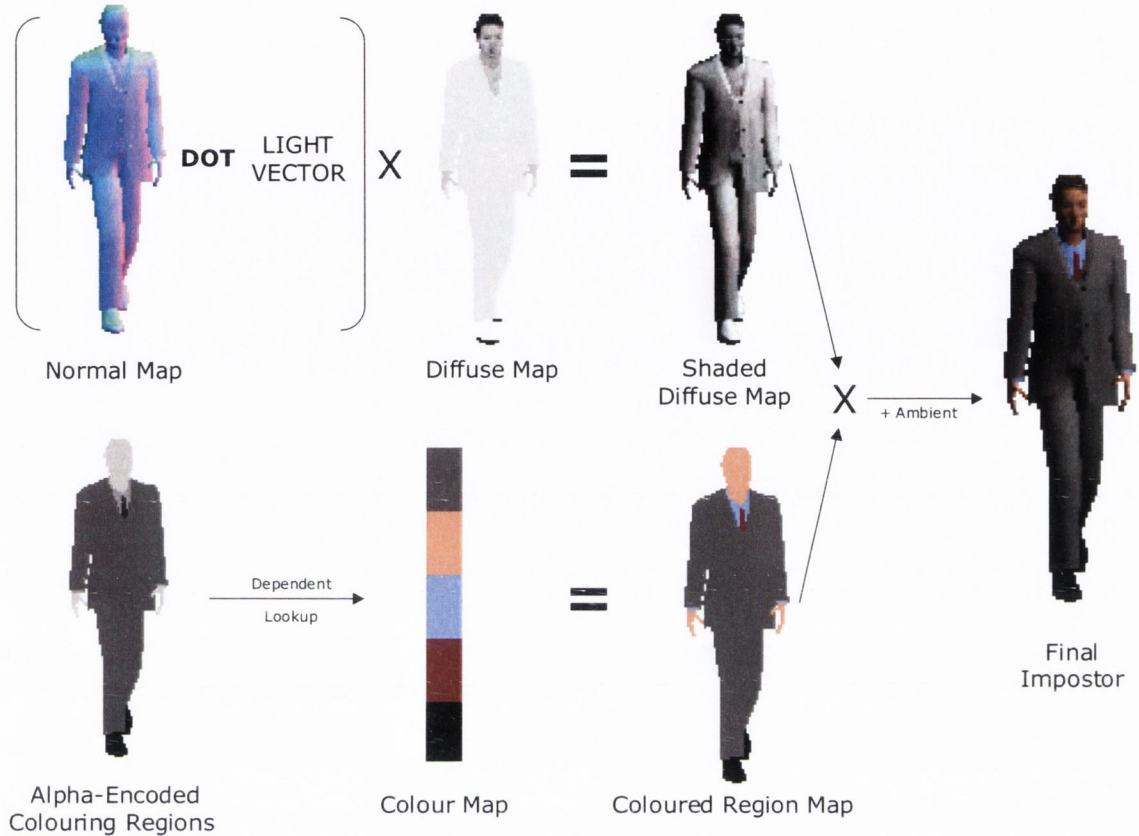 DOT
LIGHT
VECTOR
X
=
Normal Map
Diffuse Map
Shaded
Diffuse Map
X
+ Ambient
Dependent
Lookup
=
Final
Impostor
Alpha-Encoded
Colouring Regions
Colour Map
Coloured Region Map